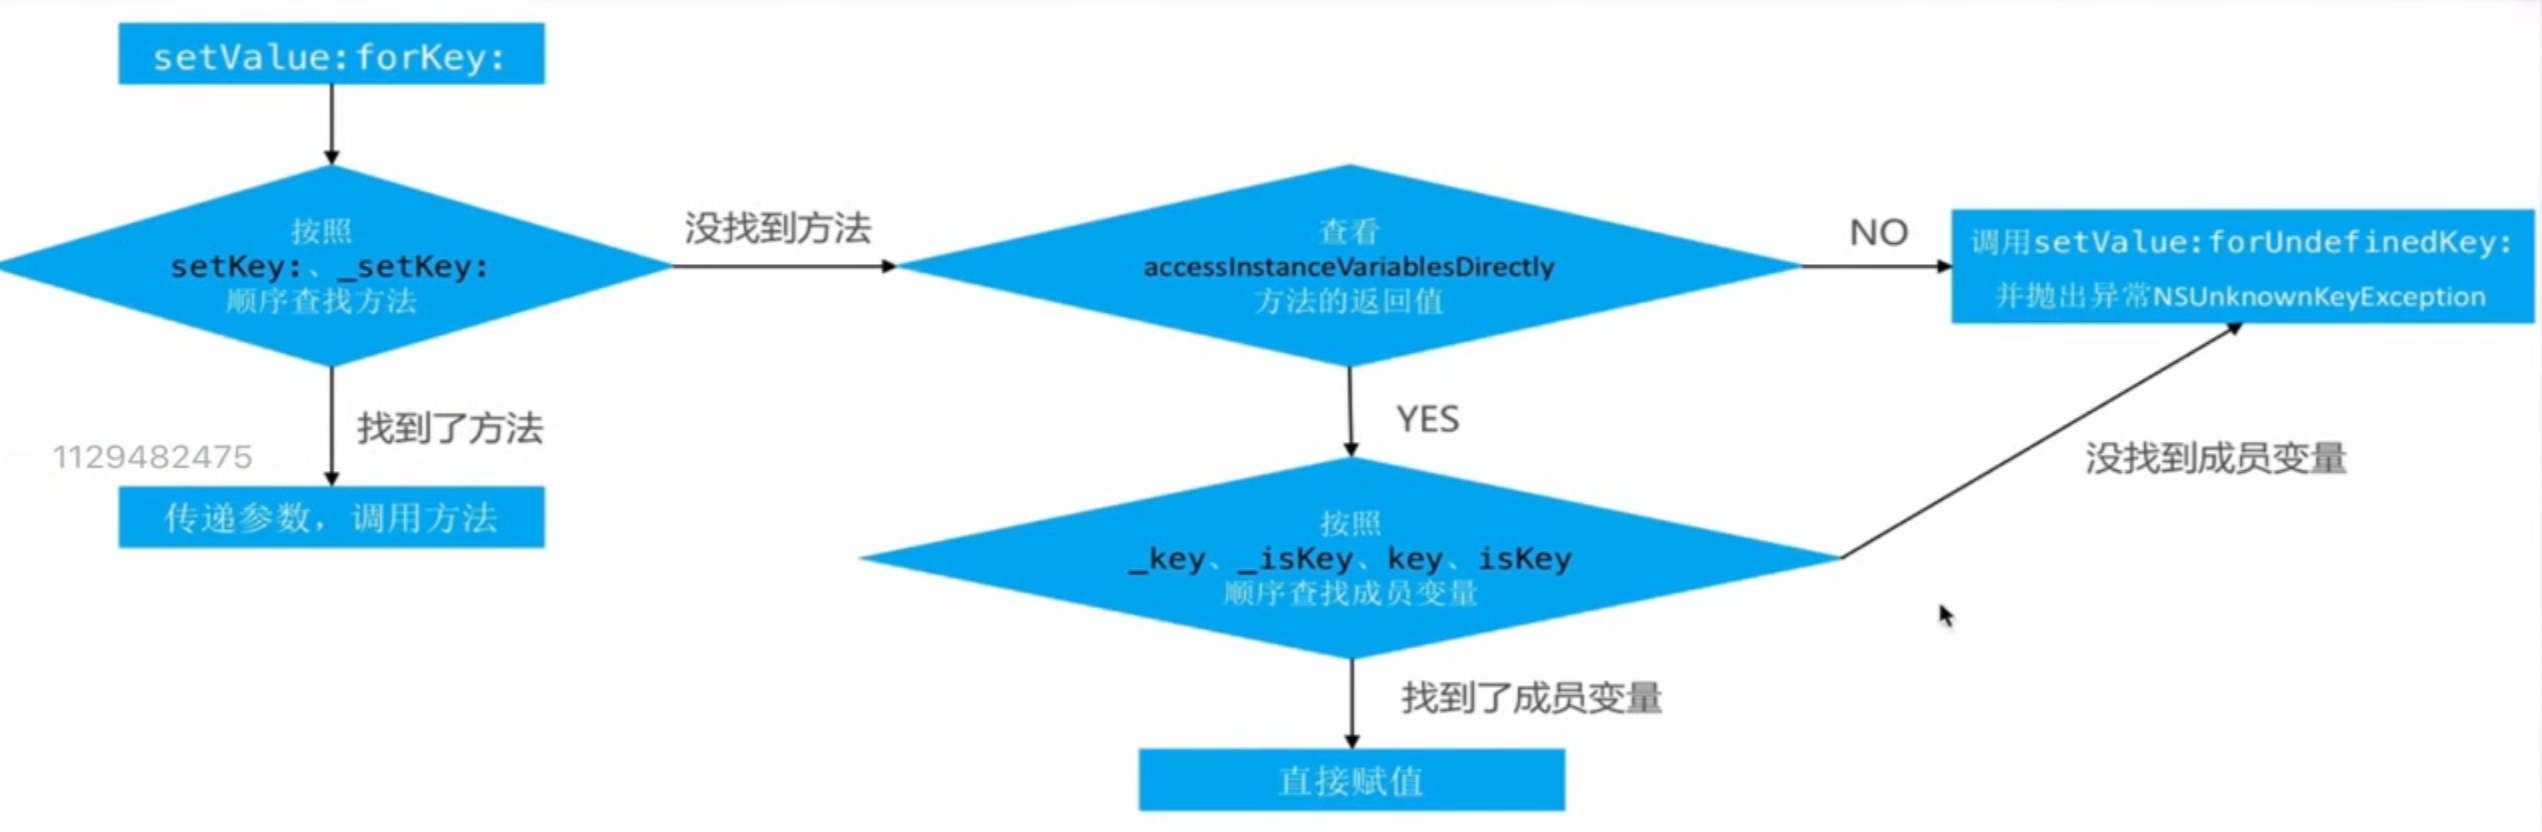 setValue:forKey:
按照
setKey:、_setKey:
顺序查找方法
没找到方法
查看
accessInstanceVariablesDirectly
方法的返回值
NO
调用setValue:forUndefinedKey:
并抛出异常NSUnknownKeyException
找到了方法
1129482475
传递参数，调用方法
YES
按照
_key、_isKey、key、isKey
顺序查找成员变量
没找到成员变量
找到了成员变量
直接赋值